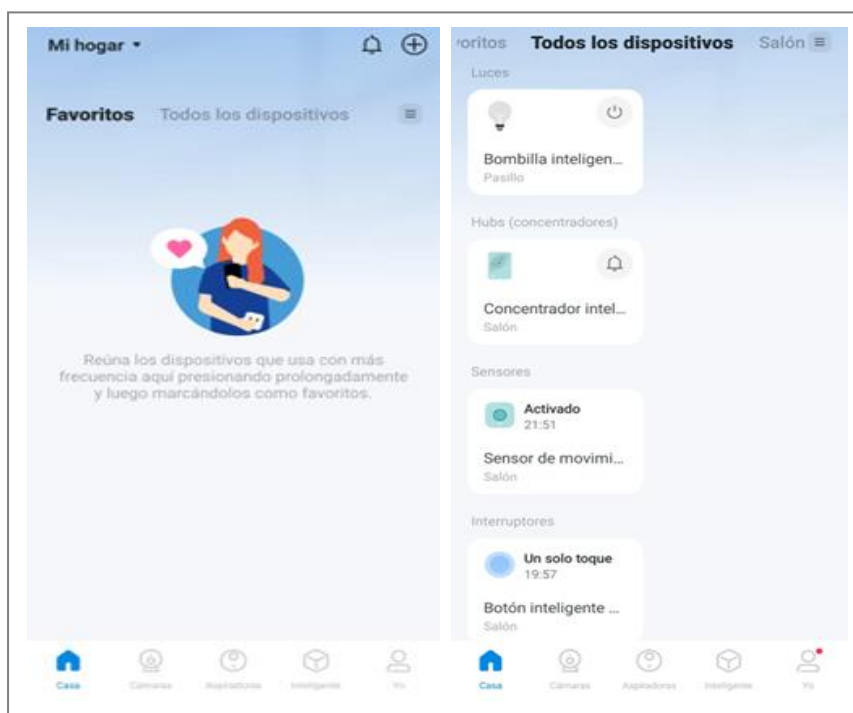 Mi hogar
Favoritos Todos los dispositivos
Reúna los dispositivos que usa con más
frecuencia aquí presionando prolongadamente
y luego marcándolos como favoritos.
Casa Cámaras Aspiradoras Inteligente Yo
voritos Todos los dispositivos Salón
Luces
Bombilla inteligen...
Pasillo
Hubs (concentradores)
Concentrador intel...
Salón
Sensores
Activado
21:51
Sensor de movimi...
Salón
Interruptores
Un solo toque
19:57
Botón inteligente ...
Salón
Casa Cámaras Aspiradoras Inteligente Yo